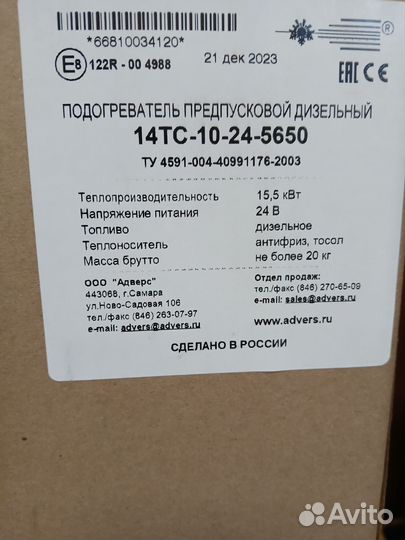 *66810034120*
21 дек 2023
E8 122R - 00 4988
EAC CE
®
ПОДОГРЕВАТЕЛЬ ПРЕДПУСКОВОЙ ДИЗЕЛЬНЫЙ
14ТС-10-24-5650
ТУ 4591-004-40991176-2003
Теплопроизводительность 15,5 кВт
Напряжение питания 24 В
Топливо дизельное
Теплоноситель антифриз, тосол
Масса брутто не более 20 кг
ООО "Адверс"
443068, г.Самара
ул.Ново-Садовая 106
тел./факс (846) 263-07-97
e-mail: advers@advers.ru
Отдел продаж:
тел./факс (846) 270-65-09
e-mail: sales@advers.ru
www.advers.ru
СДЕЛАНО В РОССИИ
Avito